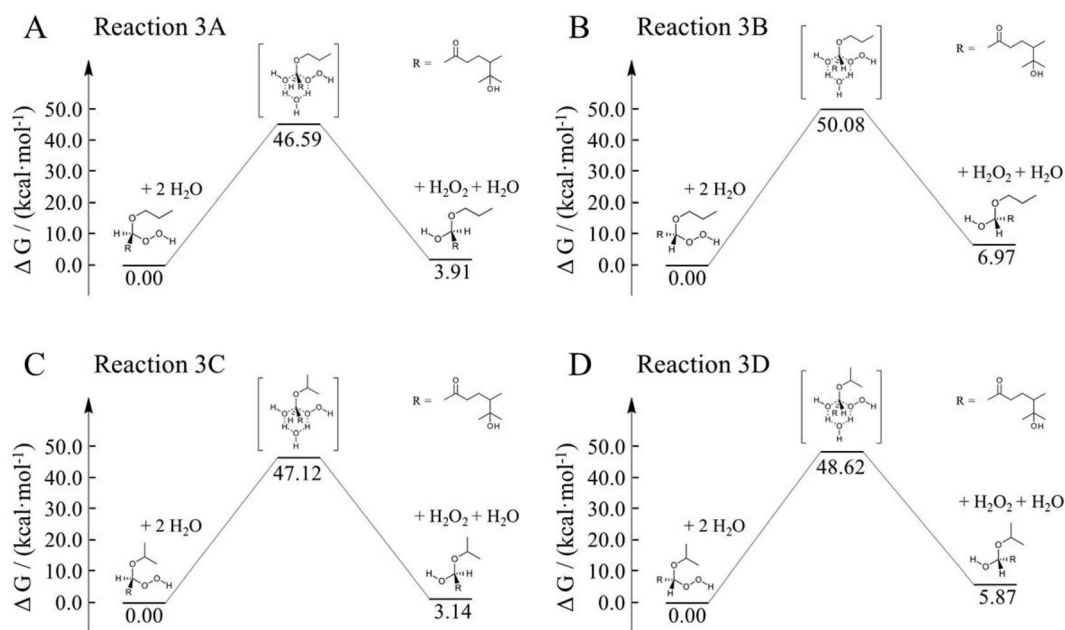 A Reaction 3A
R =
O
OH
Δ G / (kcal·mol-1)
50.0
40.0
30.0
20.0
10.0
0.0
46.59
+ 2 H2O
+ H2O2 + H2O
0.00
3.91
B Reaction 3B
R =
O
OH
Δ G / (kcal·mol-1)
50.0
40.0
30.0
20.0
10.0
0.0
50.08
+ 2 H2O
+ H2O2 + H2O
0.00
6.97
C Reaction 3C
R =
O
OH
Δ G / (kcal·mol-1)
50.0
40.0
30.0
20.0
10.0
0.0
47.12
+ 2 H2O
+ H2O2 + H2O
0.00
3.14
D Reaction 3D
R =
O
OH
Δ G / (kcal·mol-1)
50.0
40.0
30.0
20.0
10.0
0.0
48.62
+ 2 H2O
+ H2O2 + H2O
0.00
5.87